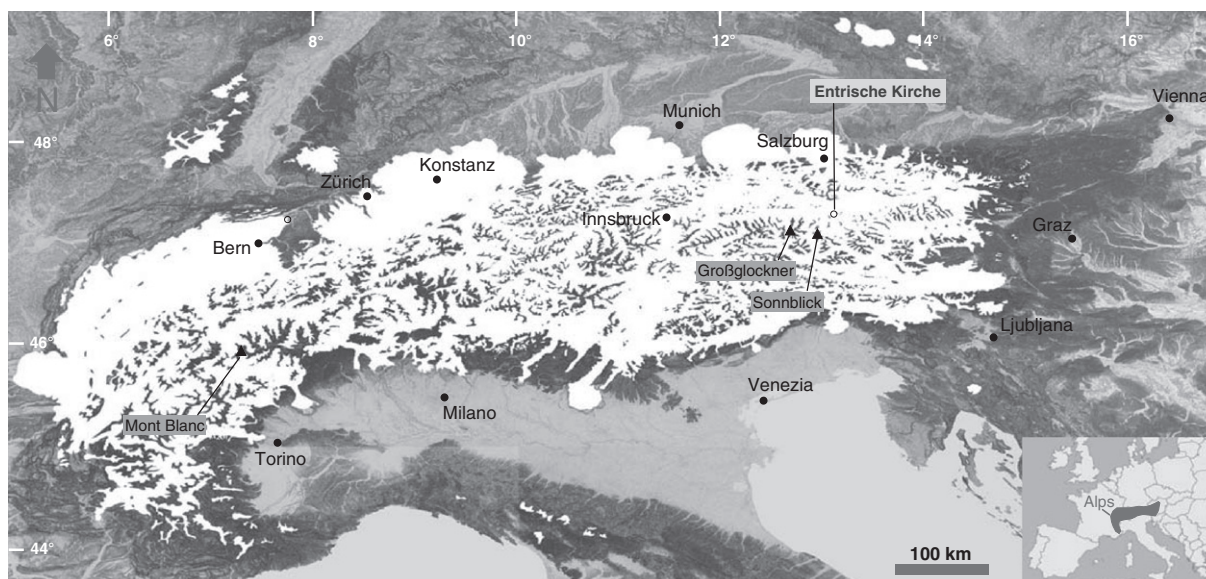 6°
8°
10°
12°
14°
16°
N
Entrische Kirche
Vienna
Munich
48°
Salzburg
Konstanz
Zürich
Innsbruck
Bern
Graz
Großglockner
Sonnblick
Ljubljana
46°
Venezia
Milano
Mont Blanc
Torino
Alps
44°
100 km